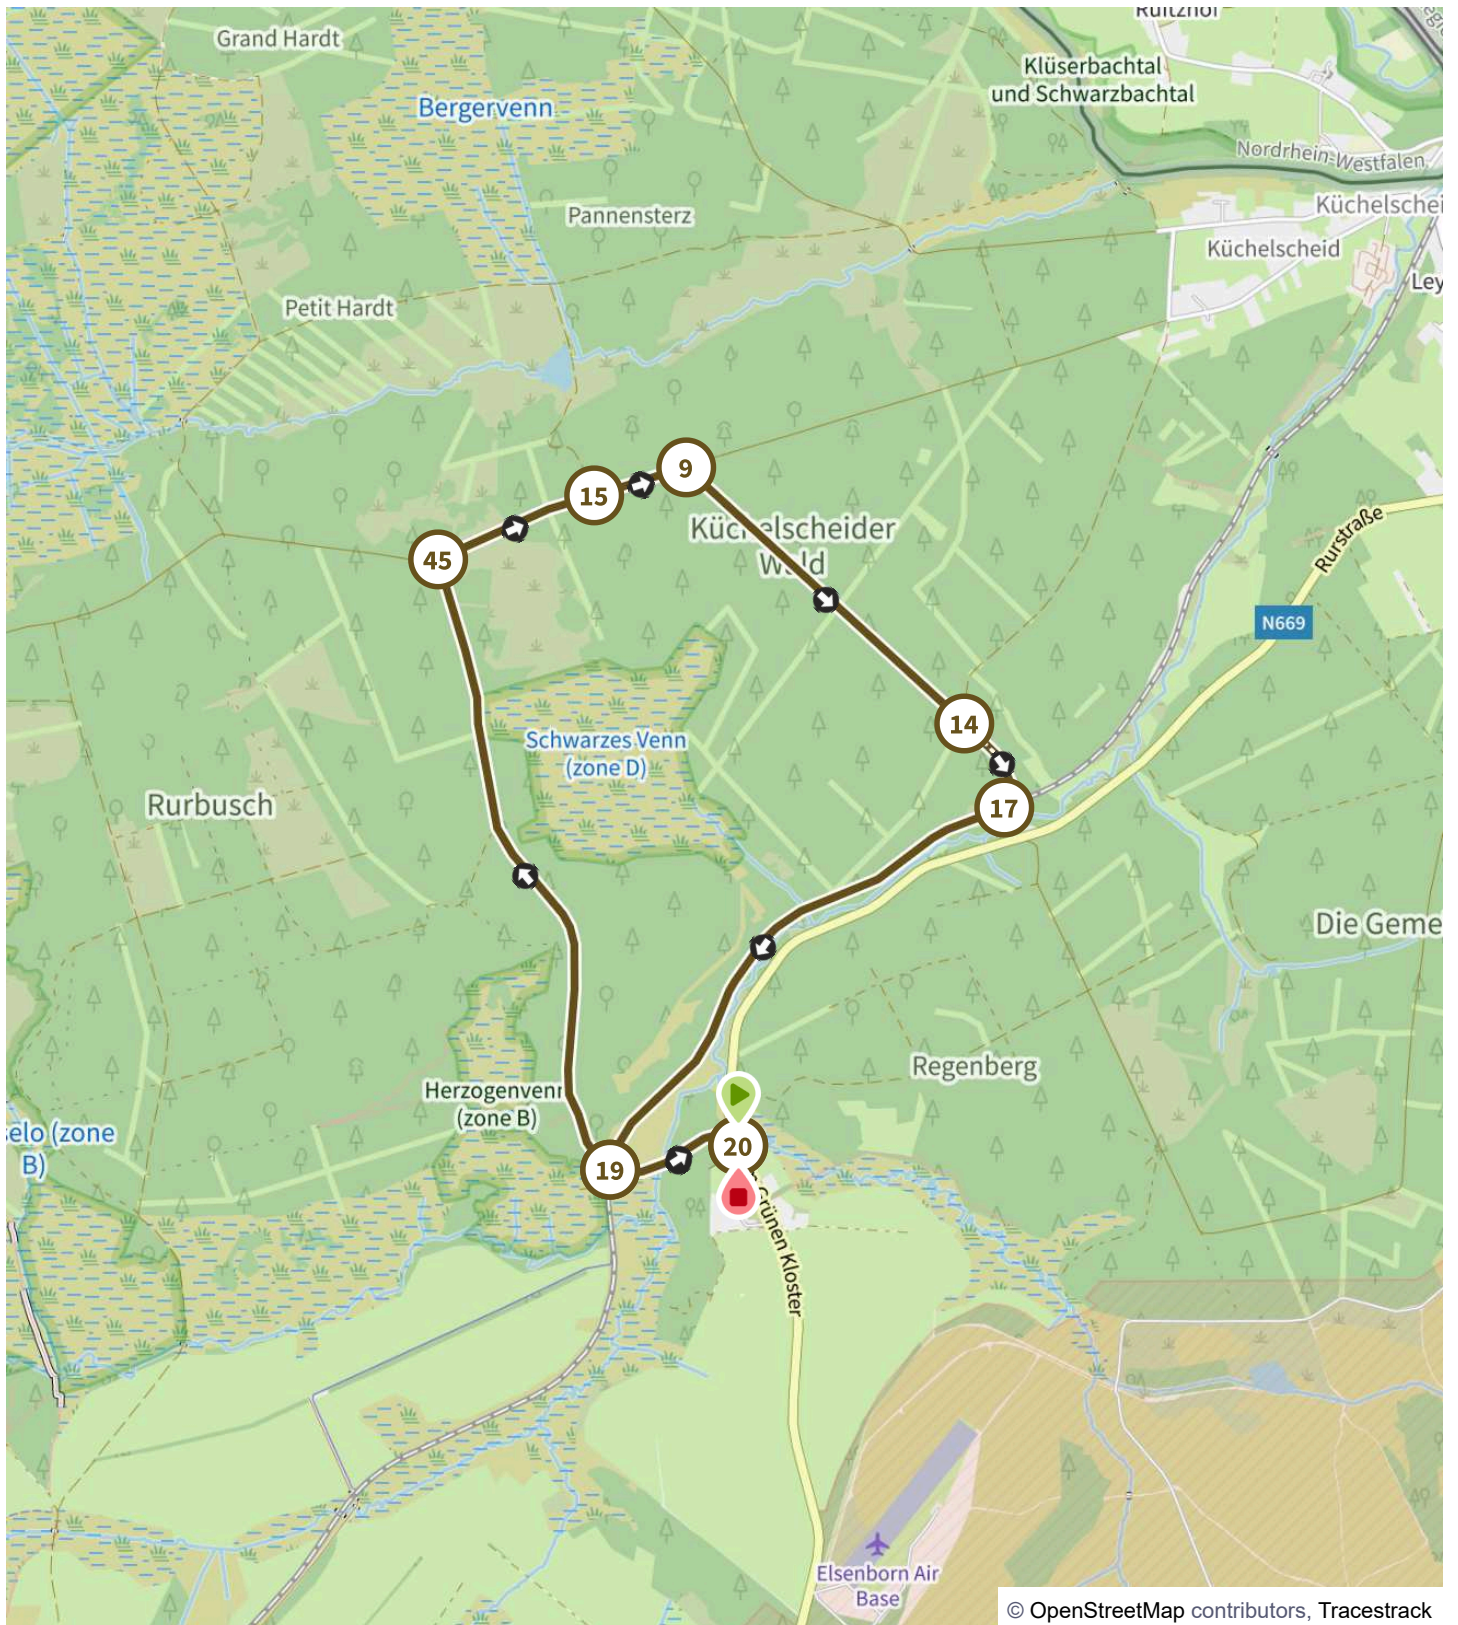 Grand Hardt
Bergervenn
Klüserbachtal
und Schwarzbachtal
Nordrhein-Westfalen
Küchelschei
Küchelscheid
Ley
Pannensterz
Petit Hardt
9
15
45
Küchelscheider
Wald
Rurstraße
N669
14
17
Schwarzes Venn
(zone D)
Rurbusch
Die Geme
Regenberg
Herzogenvenn
(zone B)
selo (zone
B)
19
20
Grünen Kloster
Elsenborn Air
Base
© OpenStreetMap contributors, Tracestrack